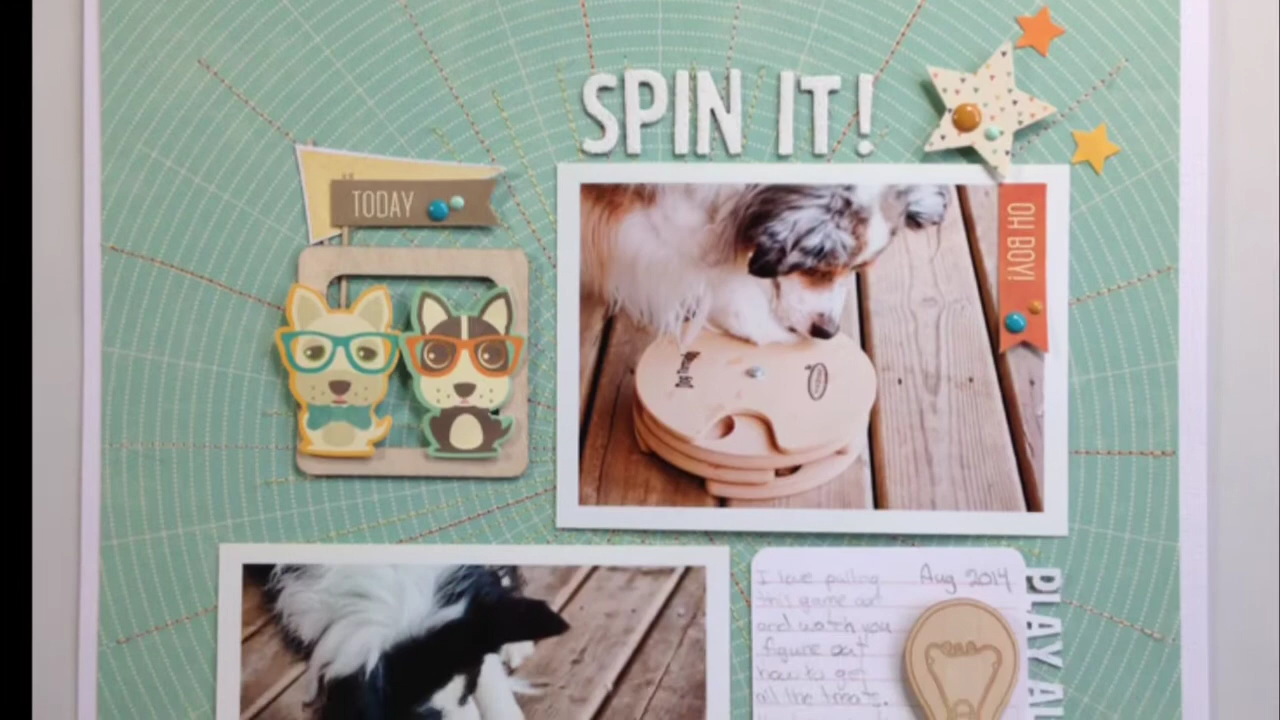 SPIN IT!
TODAY
OH BOY!
I love pulling Aug 2014
this game out
and watch you
figure out
how to get
all the treats.
PLAY